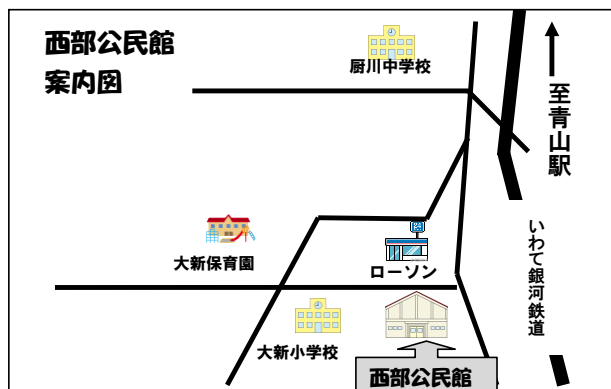 西部公民館
案内図
厨川中学校
至青山駅
いわて銀河鉄道
大新保育園
ローソン
大新小学校
西部公民館